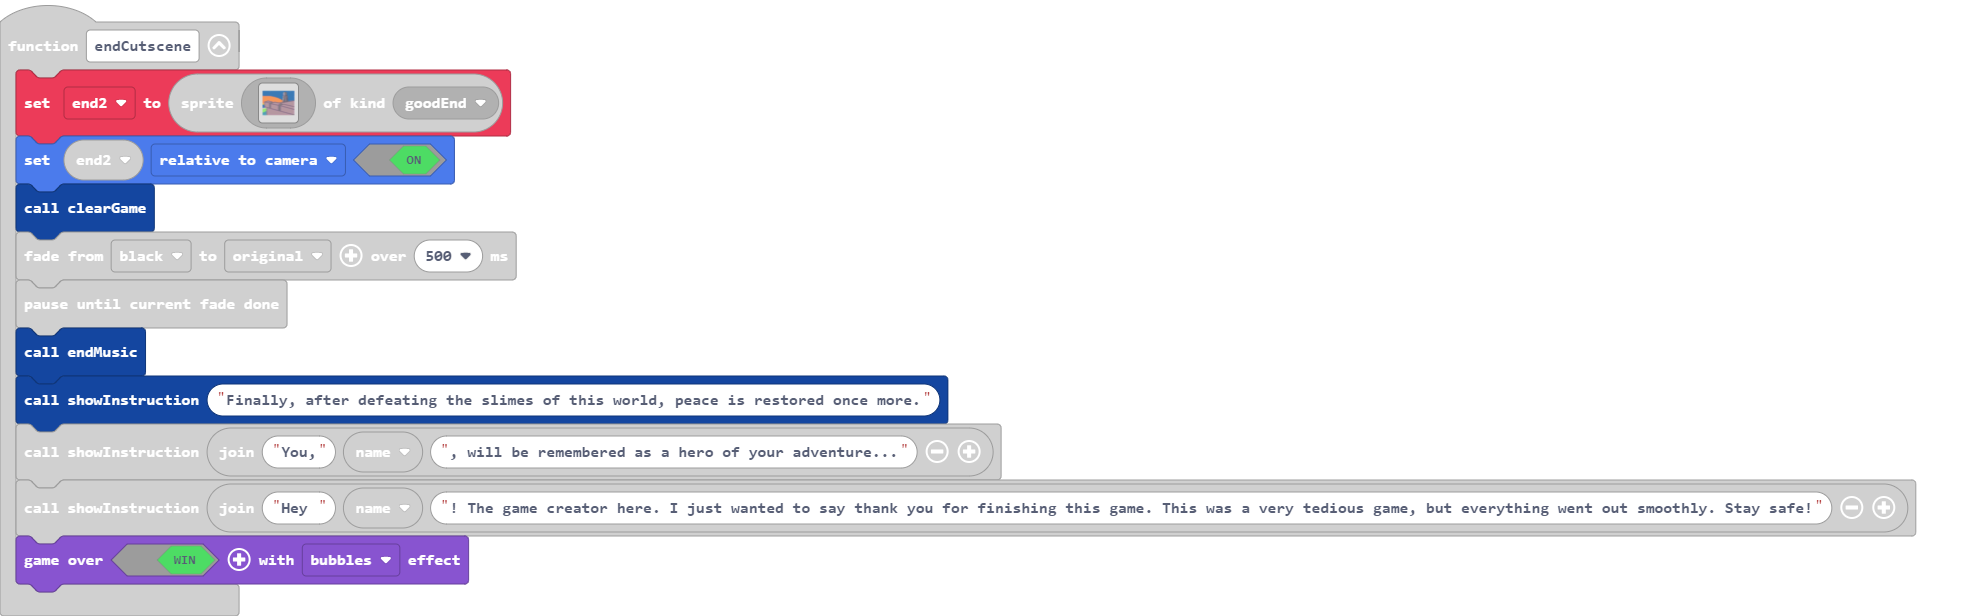 function endCutscene
set end2 to sprite of kind goodEnd
set end2 relative to camera ON
call clearGame
fade from black to original over 500 ms
pause until current fade done
call endMusic
call showInstruction "Finally, after defeating the slimes of this world, peace is restored once more."
call showInstruction join "You," name ", will be remembered as a hero of your adventure..."
call showInstruction join "Hey " name "! The game creator here. I just wanted to say thank you for finishing this game. This was a very tedious game, but everything went out smoothly. Stay safe!"
game over WIN with bubbles effect